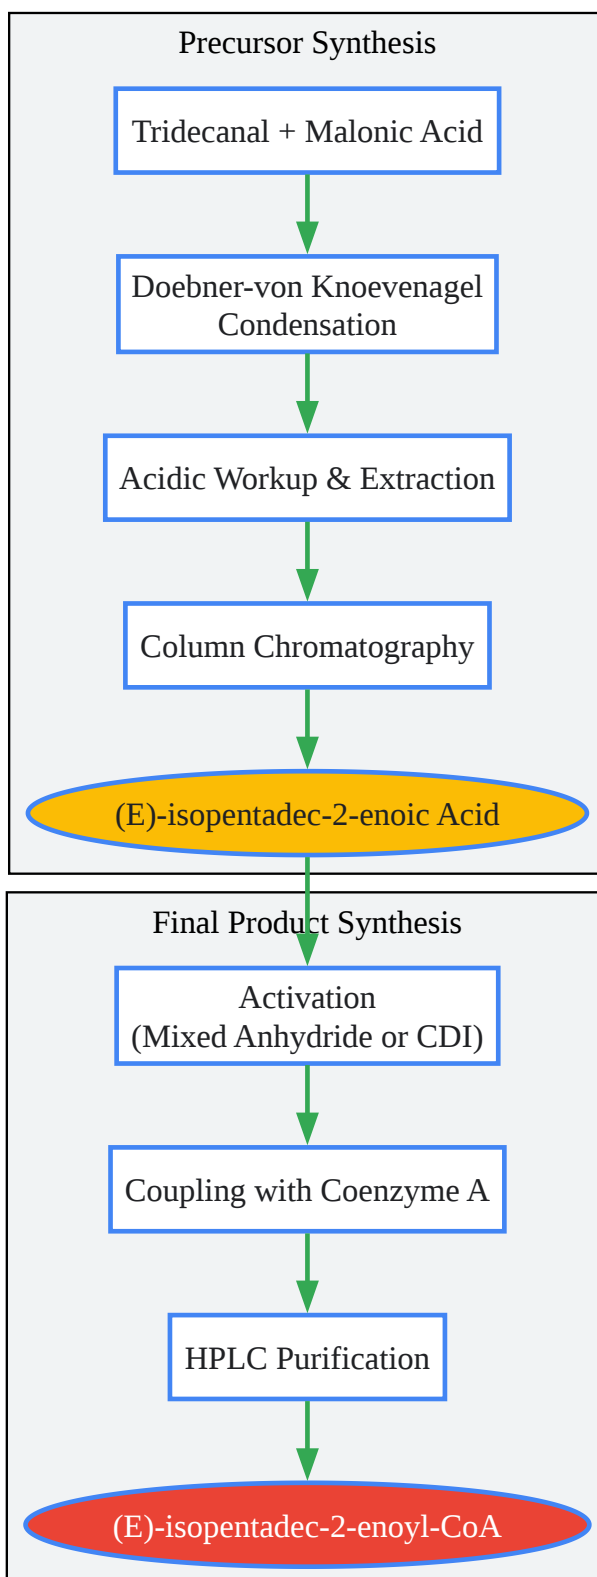 Precursor Synthesis
Tridecanal + Malonic Acid
Doebner-von Knoevenagel
Condensation
Acidic Workup & Extraction
Column Chromatography
(E)-isopentadec-2-enoic Acid
Final Product Synthesis
Activation
(Mixed Anhydride or CDI)
Coupling with Coenzyme A
HPLC Purification
(E)-isopentadec-2-enoyl-CoA